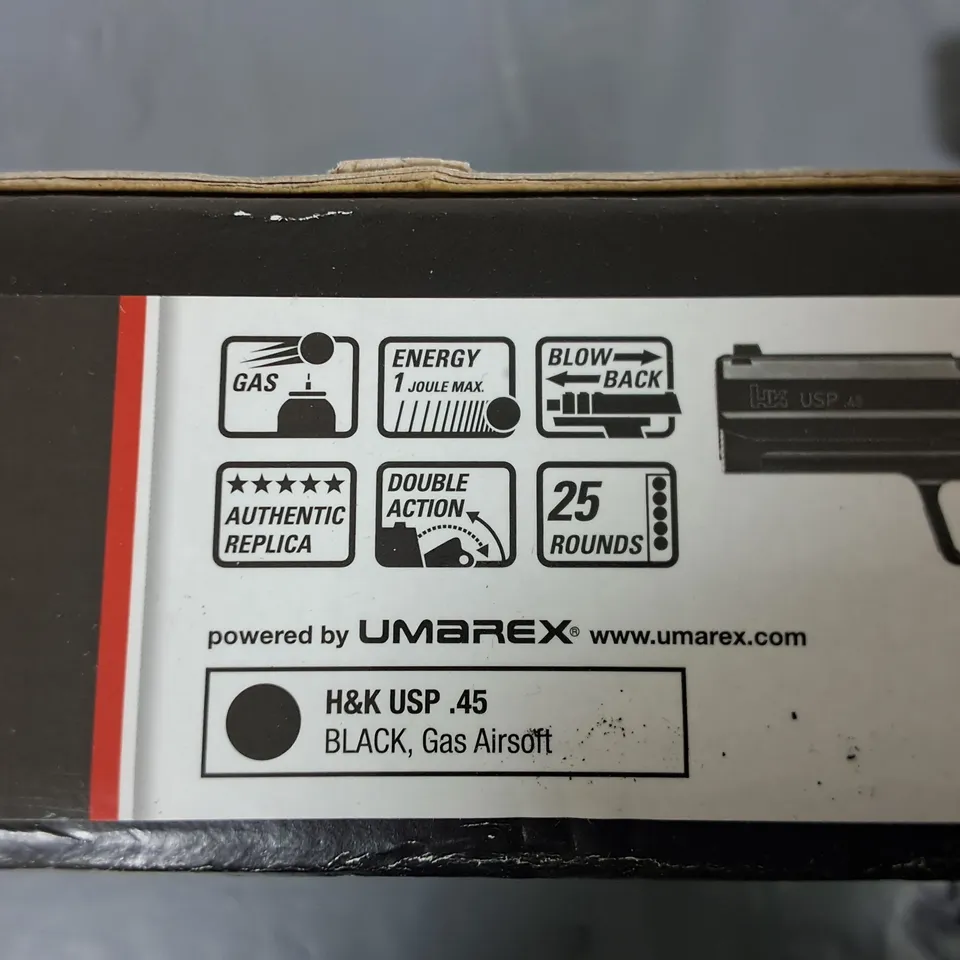 GAS
ENERGY
1 JOULE MAX.
BLOW
BACK
HK USP .45
AUTHENTIC
REPLICA
DOUBLE
ACTION
25
ROUNDS
powered by UMAREX® www.umarex.com
H&K USP .45
BLACK, Gas Airsoft